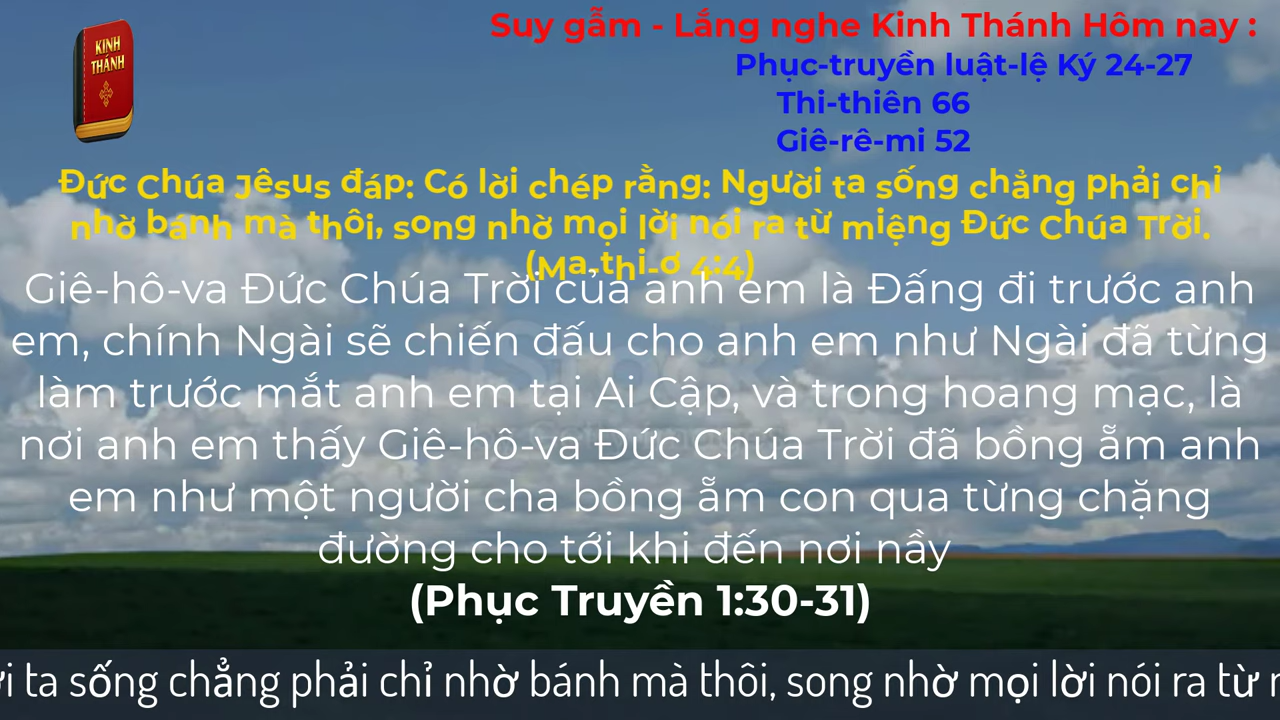 KINH
THÁNH
Suy gẫm - Lắng nghe Kinh Thánh Hôm nay :
Phục-truyền luật-lệ Ký 24-27
Thi-thiên 66
Giê-rê-mi 52
Đức Chúa Jêsus đáp: Có lời chép rằng: Người ta sống chẳng phải chỉ
nhờ bánh mà thôi, song nhờ mọi lời nói ra từ miệng Đức Chúa Trời.
(Ma-thi-ơ 4:4)
Giê-hô-va Đức Chúa Trời của anh em là Đấng đi trước anh
em, chính Ngài sẽ chiến đấu cho anh em như Ngài đã từng
làm trước mắt anh em tại Ai Cập, và trong hoang mạc, là
nơi anh em thấy Giê-hô-va Đức Chúa Trời đã bồng ẵm anh
em như một người cha bồng ẵm con qua từng chặng
đường cho tới khi đến nơi nầy
(Phục Truyền 1:30-31)
ta sống chẳng phải chỉ nhờ bánh mà thôi, song nhờ mọi lời nói ra từ